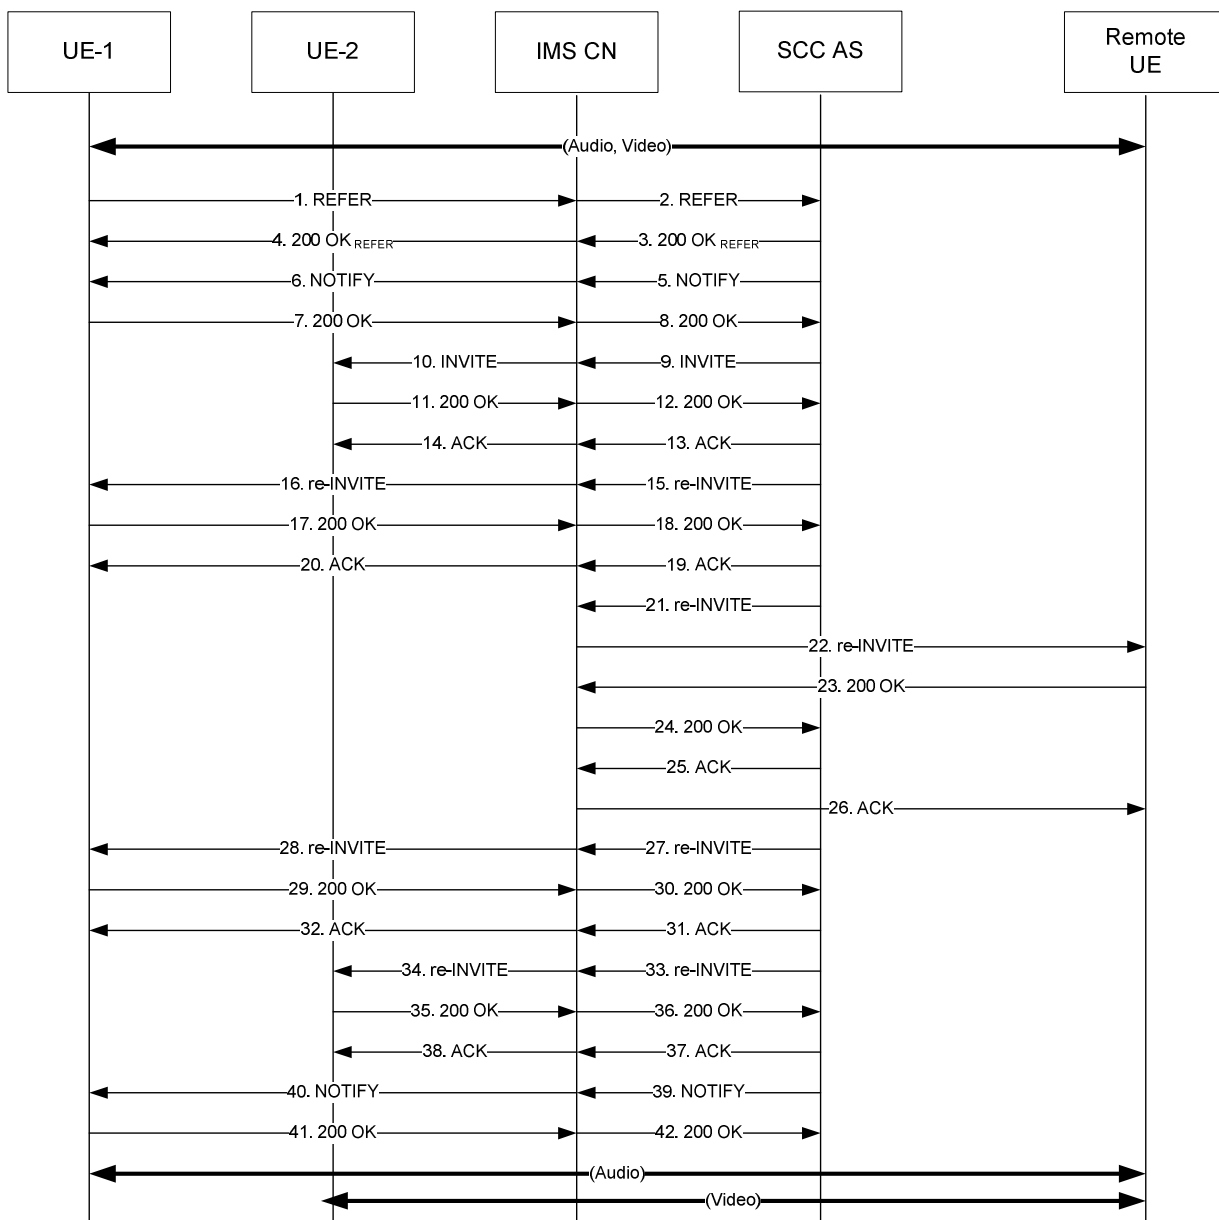 UE-1
UE-2
IMS CN
SCC AS
Remote
UE
(Audio, Video)
1. REFER
2. REFER
4. 200 OK REFER
3. 200 OK REFER
6. NOTIFY
5. NOTIFY
7. 200 OK
8. 200 OK
10. INVITE
9. INVITE
11. 200 OK
12. 200 OK
14. ACK
13. ACK
16. re-INVITE
15. re-INVITE
17. 200 OK
18. 200 OK
20. ACK
19. ACK
21. re-INVITE
22. re-INVITE
23. 200 OK
24. 200 OK
25. ACK
26. ACK
28. re-INVITE
27. re-INVITE
29. 200 OK
30. 200 OK
32. ACK
31. ACK
34. re-INVITE
33. re-INVITE
35. 200 OK
36. 200 OK
38. ACK
37. ACK
40. NOTIFY
39. NOTIFY
41. 200 OK
42. 200 OK
(Audio)
(Video)